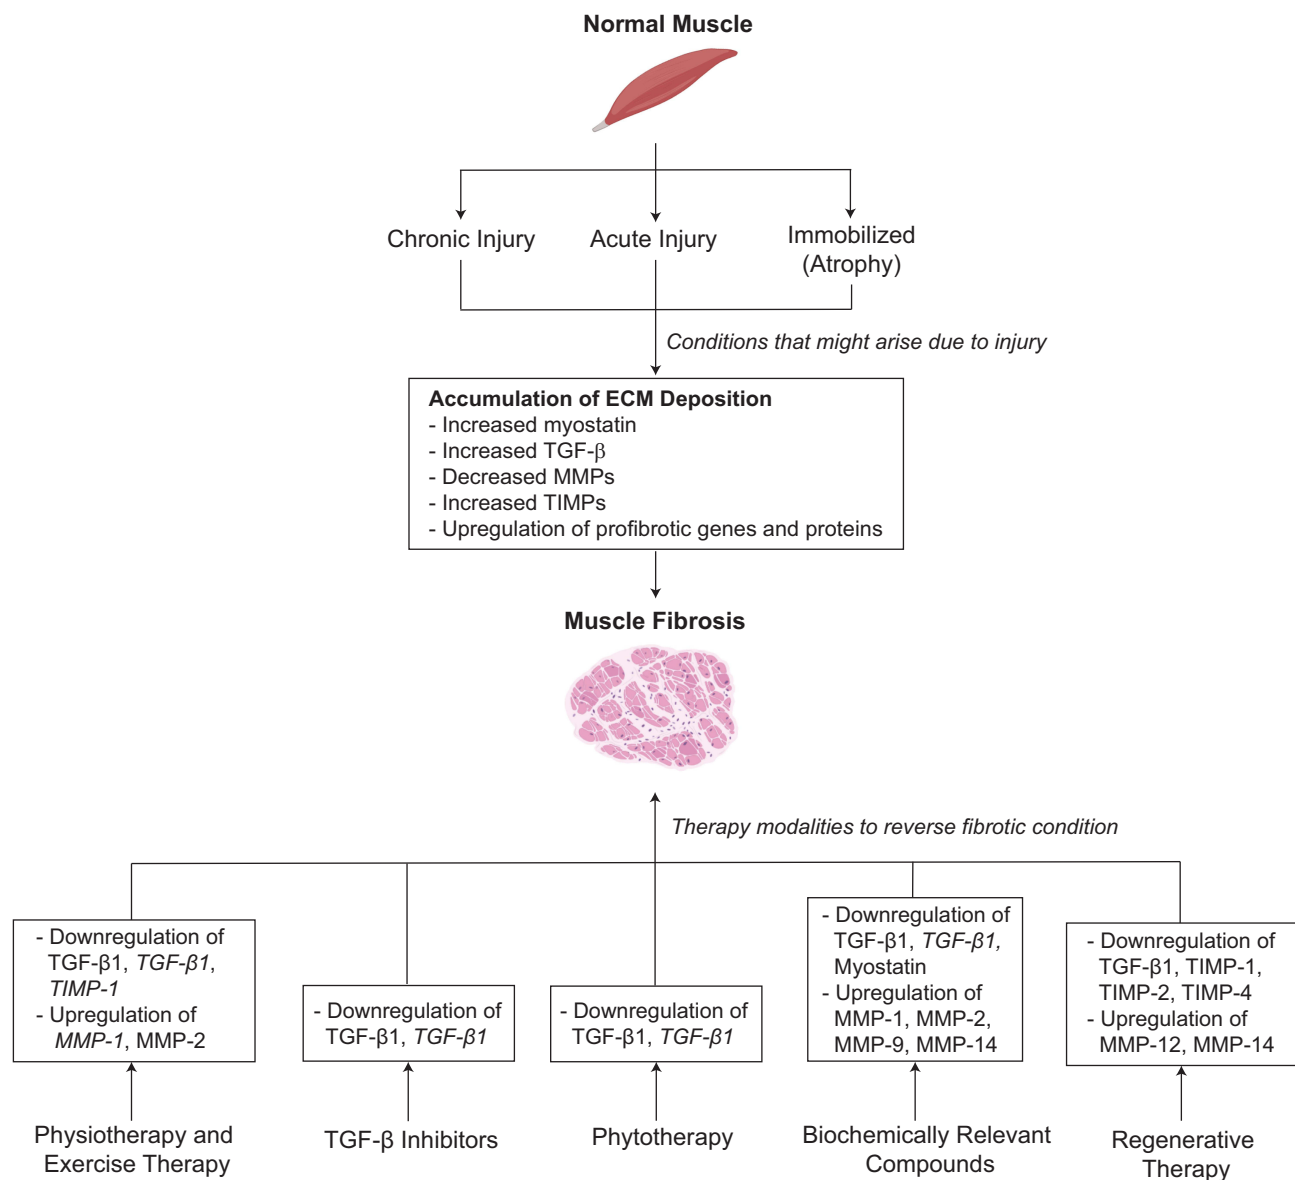 Normal Muscle
Chronic Injury
Acute Injury
Immobilized
(Atrophy)
Conditions that might arise due to injury
Accumulation of ECM Deposition
- Increased myostatin
- Increased TGF-β
- Decreased MMPs
- Increased TIMPs
- Upregulation of profibrotic genes and proteins
Muscle Fibrosis
Therapy modalities to reverse fibrotic condition
- Downregulation of
TGF-β1, TGF-β1,
TIMP-1
- Upregulation of
MMP-1, MMP-2
- Downregulation of
TGF-β1, TGF-β1
- Downregulation of
TGF-β1, TGF-β1
- Downregulation of
TGF-β1, TGF-β1,
Myostatin
- Upregulation of
MMP-1, MMP-2,
MMP-9, MMP-14
- Downregulation of
TGF-β1, TIMP-1,
TIMP-2, TIMP-4
- Upregulation of
MMP-12, MMP-14
Physiotherapy and
Exercise Therapy
TGF-β Inhibitors
Phytotherapy
Biochemically Relevant
Compounds
Regenerative
Therapy